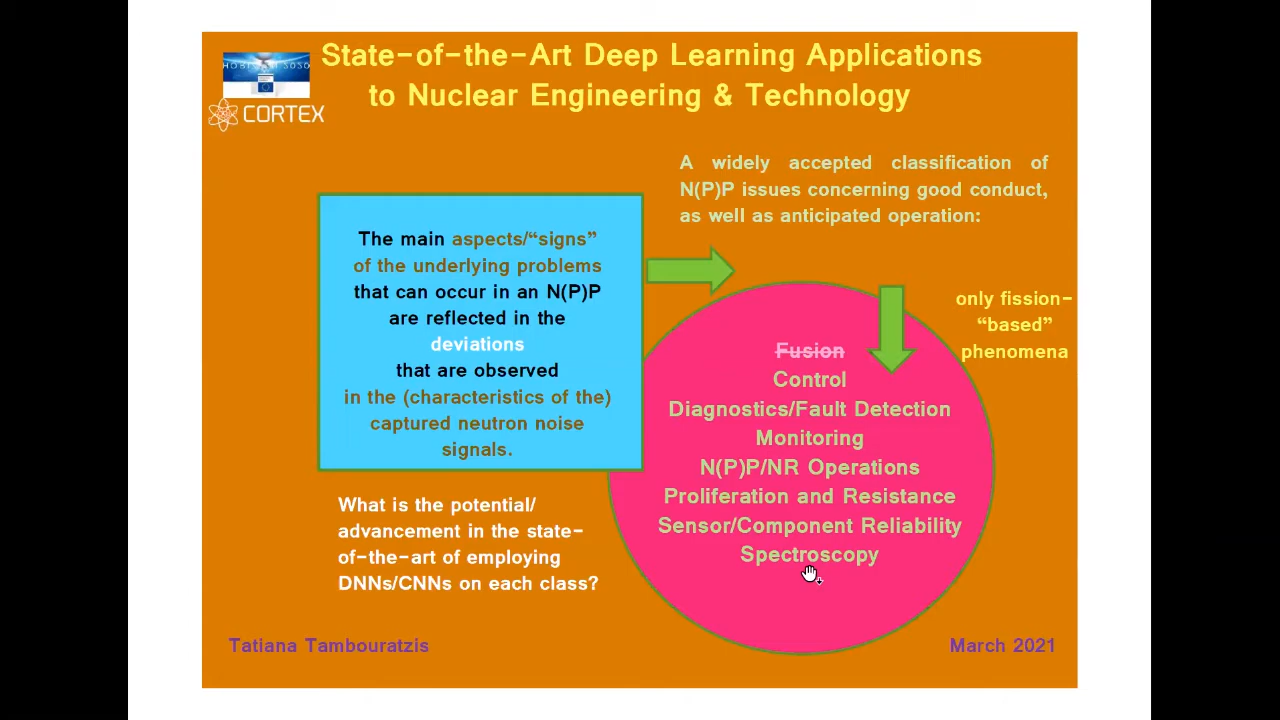 State-of-the-Art Deep Learning Applications
to Nuclear Engineering & Technology
CORTEX
A widely accepted classification of
N(P)P issues concerning good conduct,
as well as anticipated operation:
The main aspects/“signs”
of the underlying problems
that can occur in an N(P)P
are reflected in the
deviations
that are observed
in the (characteristics of the)
captured neutron noise
signals.
only fission-
“based”
phenomena
Fusion
Control
Diagnostics/Fault Detection
Monitoring
N(P)P/NR Operations
Proliferation and Resistance
Sensor/Component Reliability
Spectroscopy
What is the potential/
advancement in the state-
of-the-art of employing
DNNs/CNNs on each class?
Tatiana Tambouratzis
March 2021